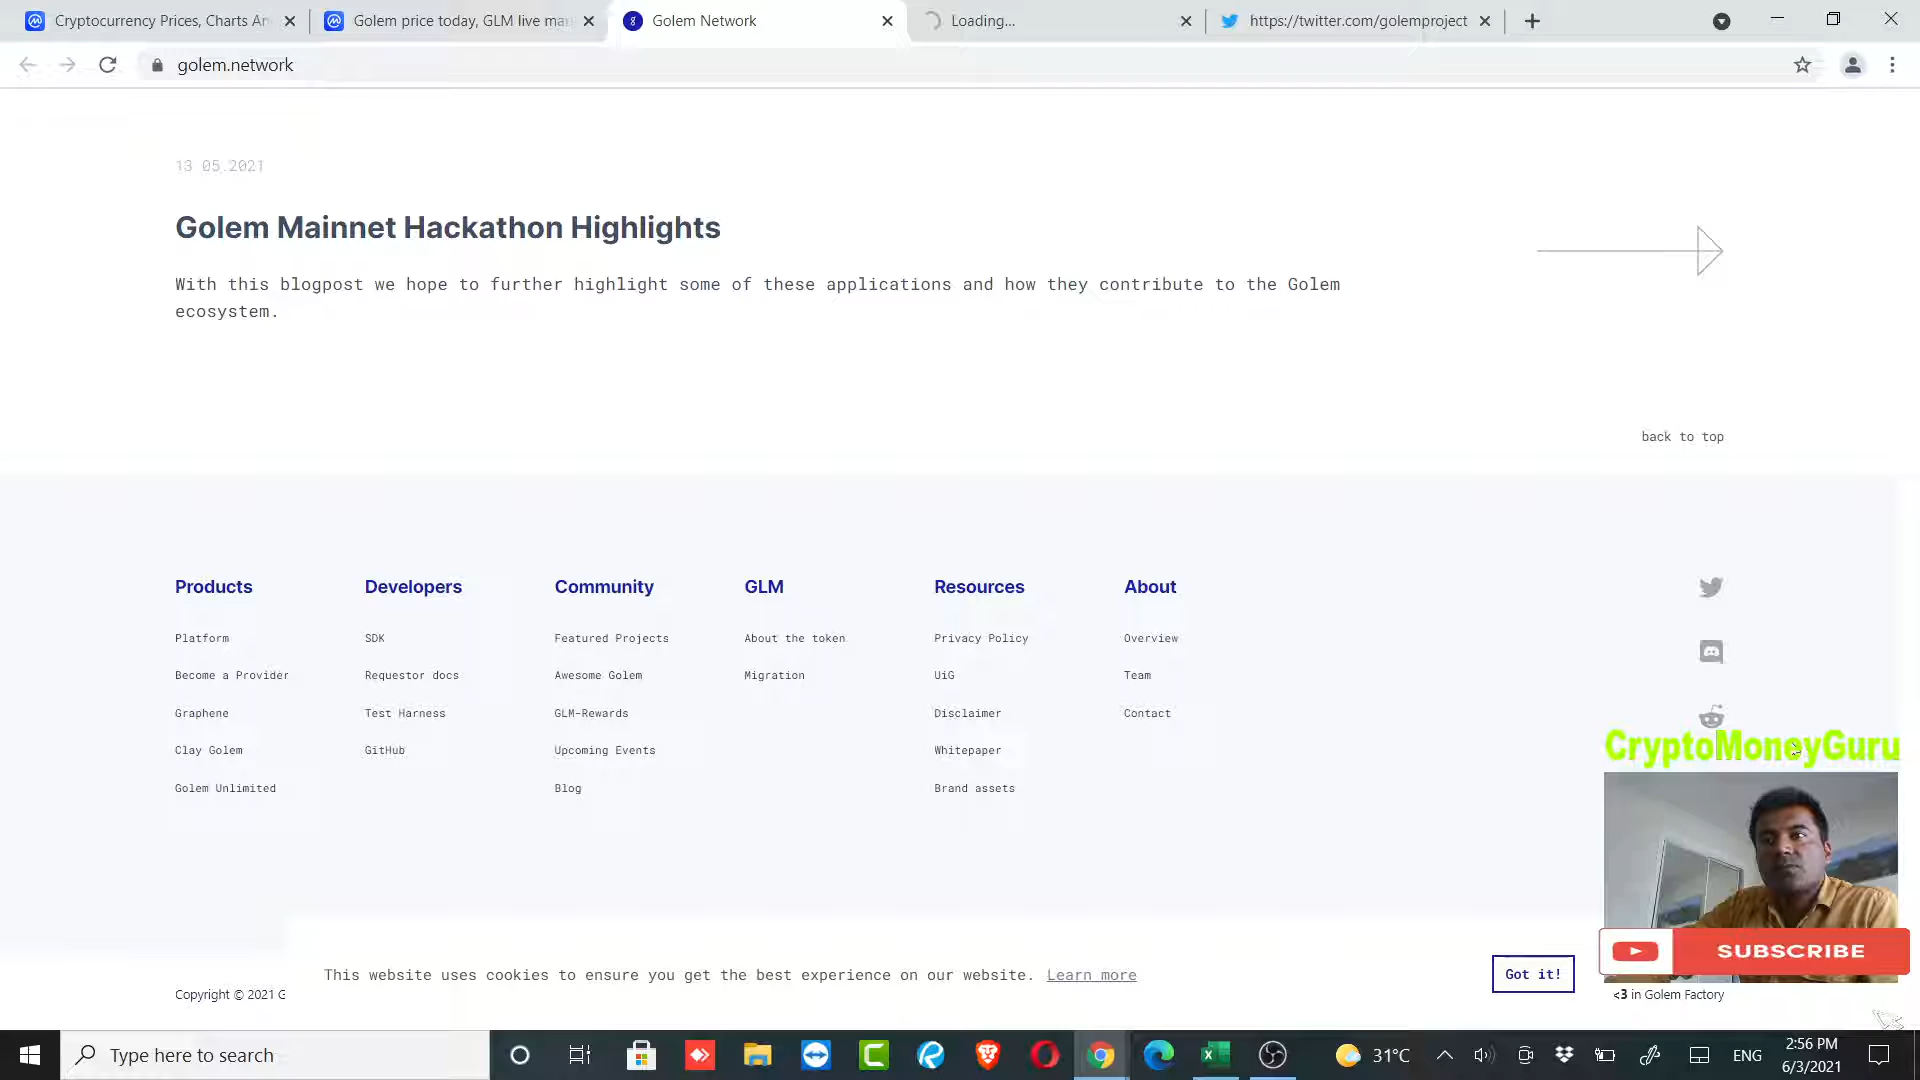 Cryptocurrency Prices, Charts An
Golem price today, GLM live mar
Golem Network
Loading...
https://twitter.com/golemproject
golem.network
13 05.2021
Golem Mainnet Hackathon Highlights
With this blogpost we hope to further highlight some of these applications and how they contribute to the Golem
ecosystem.
back to top
Products Developers Community GLM Resources About
Platform SDK Featured Projects About the token Privacy Policy Overview
Become a Provider Requestor docs Awesome Golem Migration UiG Team
Graphene Test Harness GLM-Rewards Disclaimer Contact
Clay Golem GitHub Upcoming Events Whitepaper
Golem Unlimited Blog Brand assets
CryptoMoneyGuru
SUBSCRIBE
This website uses cookies to ensure you get the best experience on our website. Learn more
Got it!
Copyright © 2021 G
<3 in Golem Factory
Type here to search
31°C
ENG
2:56 PM
6/3/2021